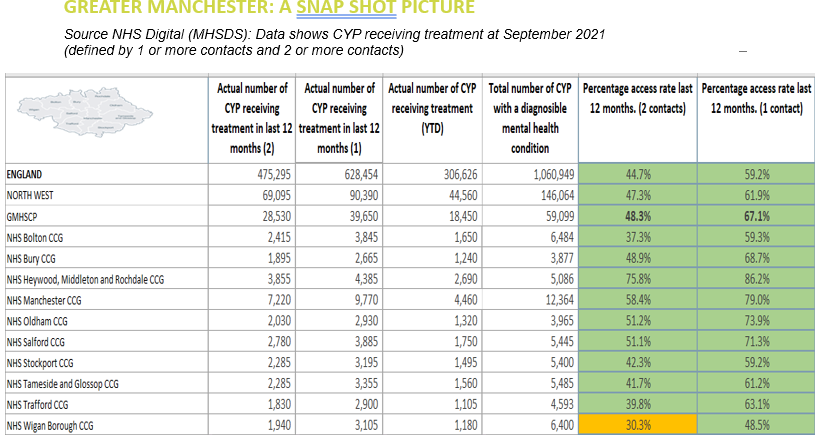 GREATER MANCHESTER: A SNAP SHOT PICTURE
Source NHS Digital (MHSDS): Data shows CYP receiving treatment at September 2021
(defined by 1 or more contacts and 2 or more contacts)
Actual number of CYP receiving treatment in last 12 months (2) Actual number of CYP receiving treatment in last 12 months (1) Actual number of CYP receiving treatment (YTD) Total number of CYP with a diagnosible mental health condition Percentage access rate last 12 months. (2 contacts) Percentage access rate last 12 months. (1 contact)
ENGLAND 475,295 628,454 306,626 1,060,949 44.7% 59.2%
NORTH WEST 69,095 90,390 44,560 146,064 47.3% 61.9%
GMHSCP 28,530 39,650 18,450 59,099 48.3% 67.1%
NHS Bolton CCG 2,415 3,845 1,650 6,484 37.3% 59.3%
NHS Bury CCG 1,895 2,665 1,240 3,877 48.9% 68.7%
NHS Heywood, Middleton and Rochdale CCG 3,855 4,385 2,690 5,086 75.8% 86.2%
NHS Manchester CCG 7,220 9,770 4,460 12,364 58.4% 79.0%
NHS Oldham CCG 2,030 2,930 1,320 3,965 51.2% 73.9%
NHS Salford CCG 2,780 3,885 1,750 5,445 51.1% 71.3%
NHS Stockport CCG 2,285 3,195 1,495 5,400 42.3% 59.2%
NHS Tameside and Glossop CCG 2,285 3,355 1,560 5,485 41.7% 61.2%
NHS Trafford CCG 1,830 2,900 1,105 4,593 39.8% 63.1%
NHS Wigan Borough CCG 1,940 3,105 1,180 6,400 30.3% 48.5%